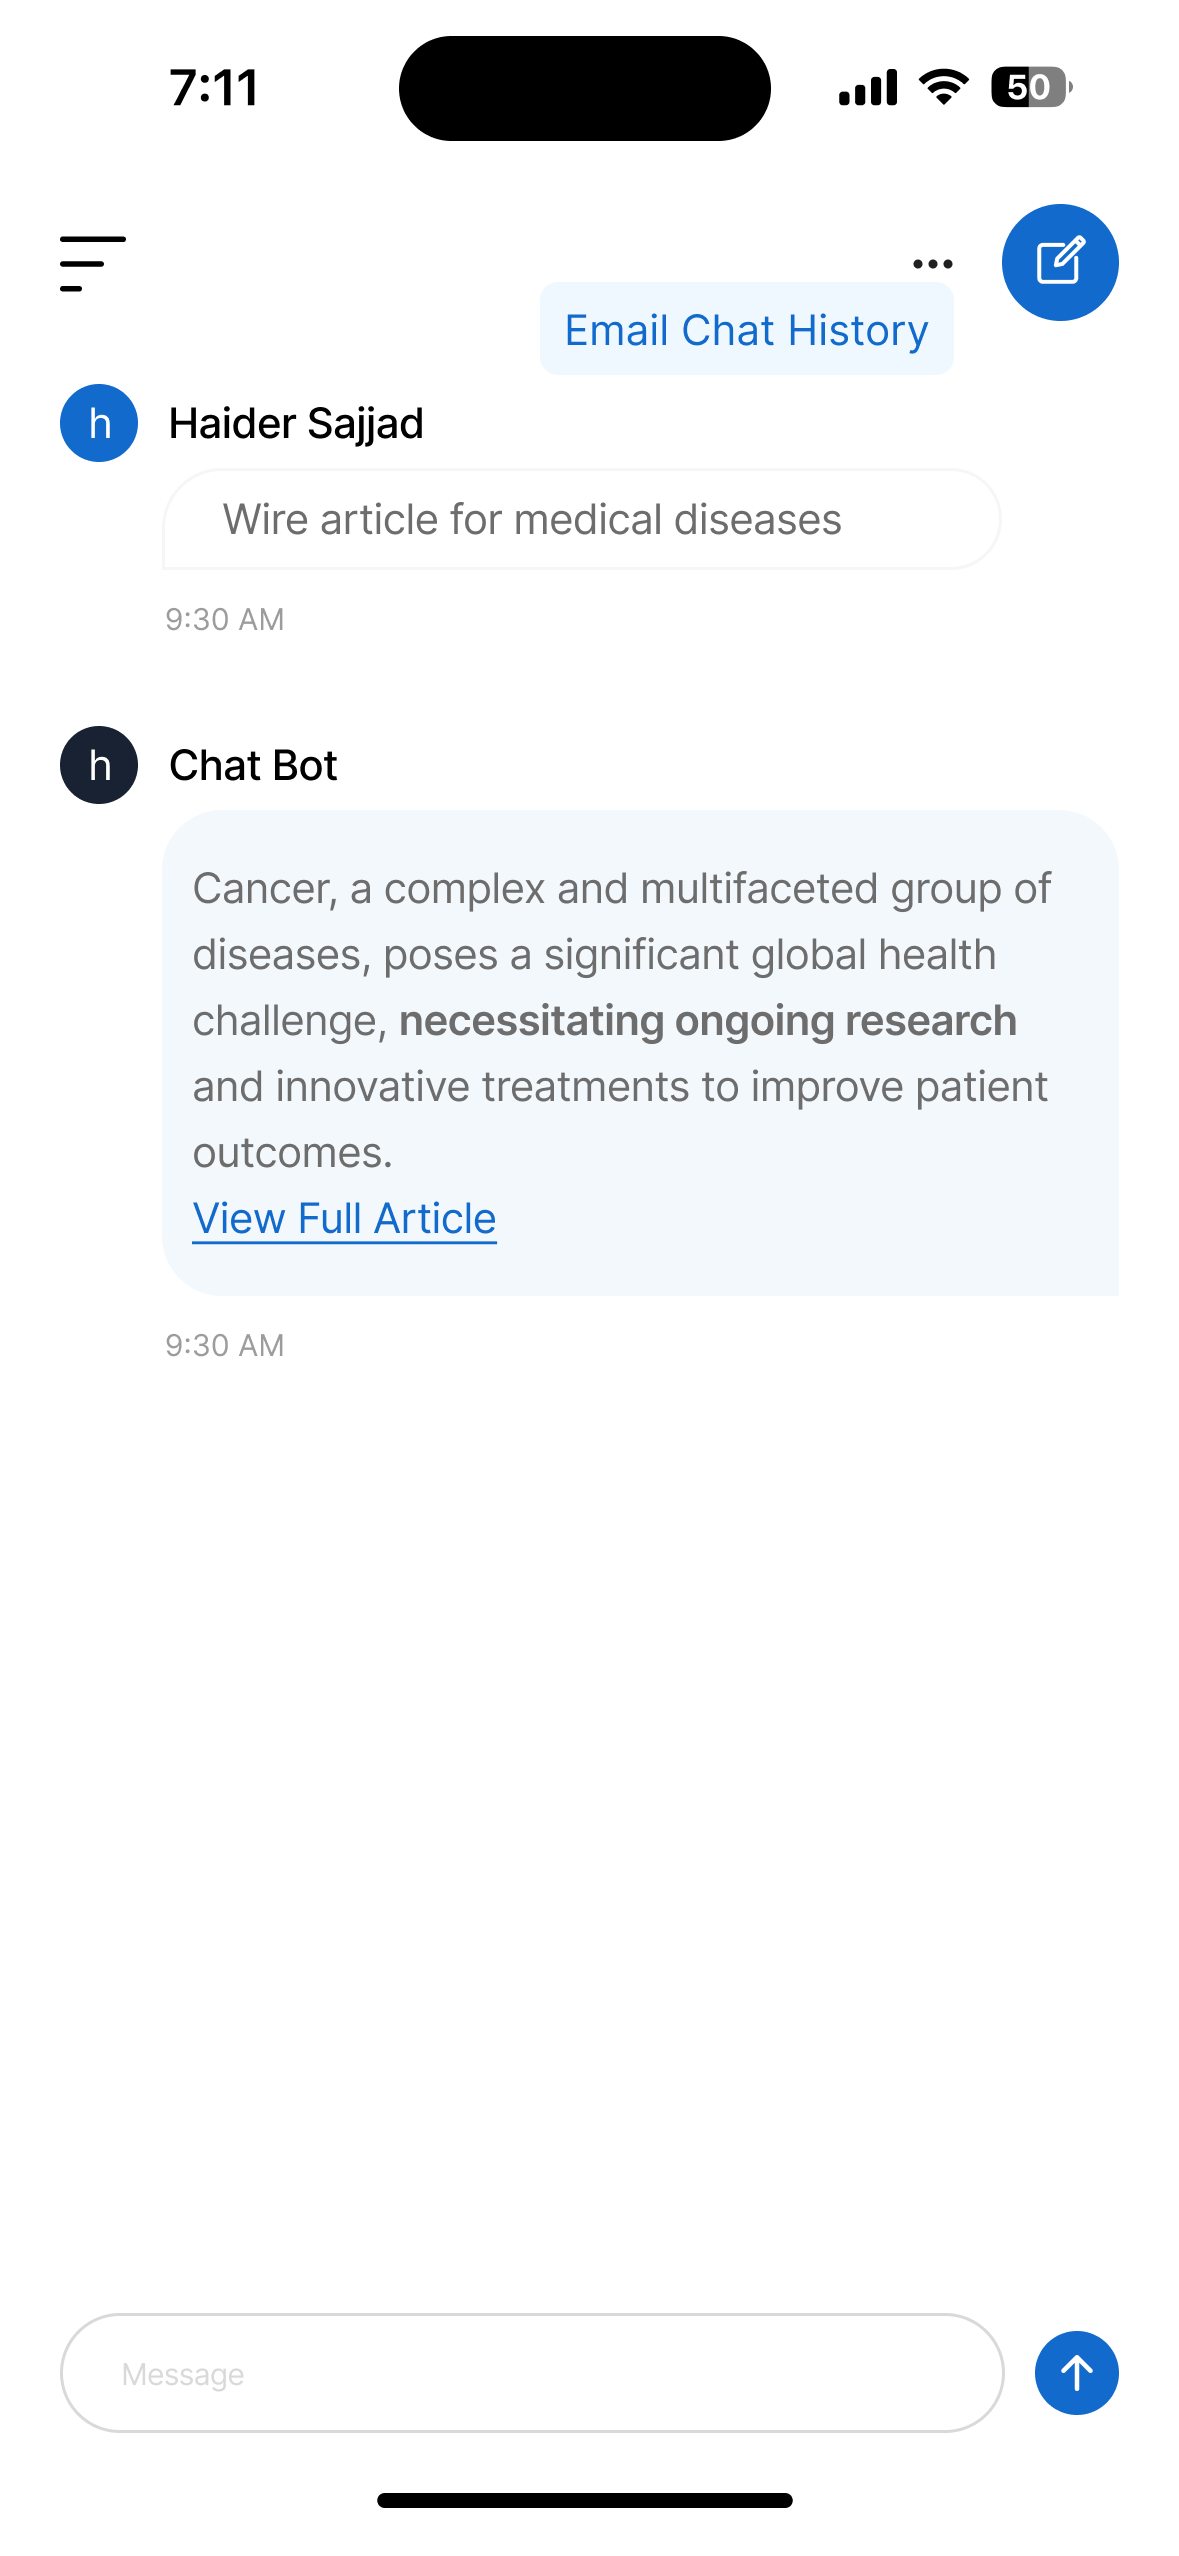 7:11
50
Email Chat History
h
Haider Sajjad
Wire article for medical diseases
9:30 AM
h
Chat Bot
Cancer, a complex and multifaceted group of
diseases, poses a significant global health
challenge, necessitating ongoing research
and innovative treatments to improve patient
outcomes.
View Full Article
9:30 AM
Message